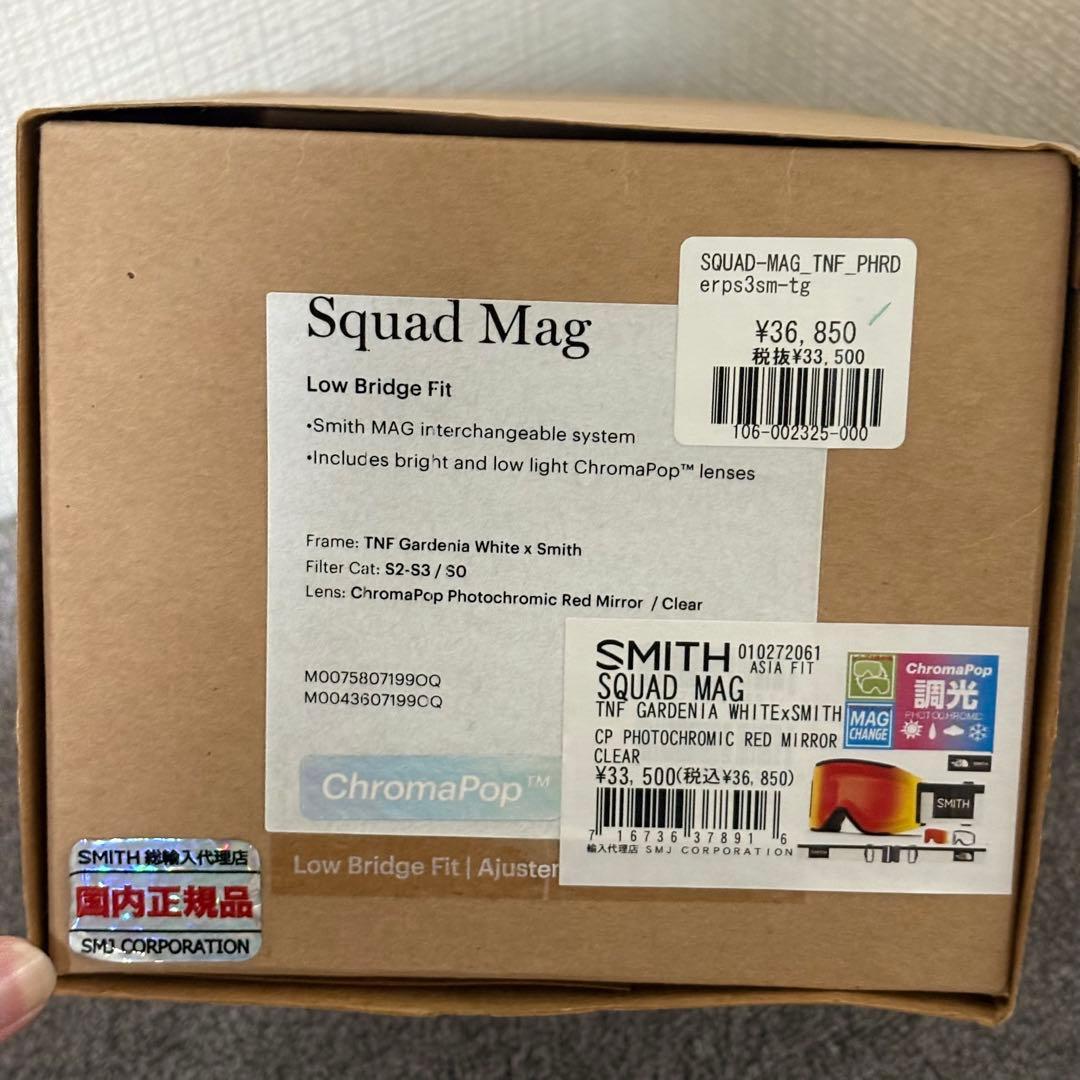 SQUAD-MAG_TNF_PHRD
erps3sm-tg
¥36,850
税抜¥33,500
106-002325-000
Squad Mag
Low Bridge Fit
•Smith MAG interchangeable system
•Includes bright and low light ChromaPop™ lenses
Frame: TNF Gardenia White x Smith
Filter Cat: S2-S3 / S0
Lens: ChromaPop Photochromic Red Mirror / Clear
M0075807199OQ
M0043607199OQ
ChromaPop™
Low Bridge Fit | Ajuster
SMITH 010272061
ASIA FIT
SQUAD MAG
TNF GARDENIA WHITExSMITH
CP PHOTOCHROMIC RED MIRROR
CLEAR
¥33,500(税込¥36,850)
7 16736 37891 6
輸入代理店 SMJ CORPORATION
MAG
CHANGE
ChromaPop
調光
PHOTOCHROMIC
SMITH
SMITH 総輸入代理店
国内正規品
SMJ CORPORATION